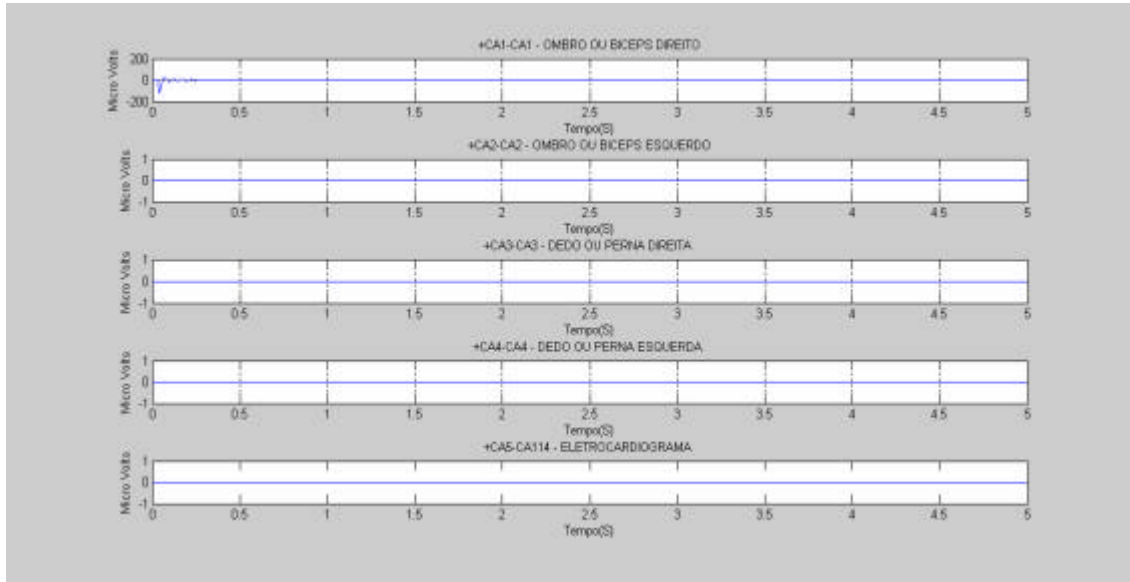 +CA1-CA1 - OMBRO OU BICEPS DIREITO
Micro Volts
200
0
-200
0 0.5 1 1.5 2 2.5 3 3.5 4 4.5 5
Tempo(S)
+CA2-CA2 - OMBRO OU BICEPS ESQUERDO
Micro Volts
1
0
-1
0 0.5 1 1.5 2 2.5 3 3.5 4 4.5 5
Tempo(S)
+CA3-CA3 - DEDO OU PERNA DIREITA
Micro Volts
1
0
-1
0 0.5 1 1.5 2 2.5 3 3.5 4 4.5 5
Tempo(S)
+CA4-CA4 - DEDO OU PERNA ESQUERDA
Micro Volts
1
0
-1
0 0.5 1 1.5 2 2.5 3 3.5 4 4.5 5
Tempo(S)
+CA5-CA114 - ELETROCARDIOGRAMA
Micro Volts
1
0
-1
0 0.5 1 1.5 2 2.5 3 3.5 4 4.5 5
Tempo(S)